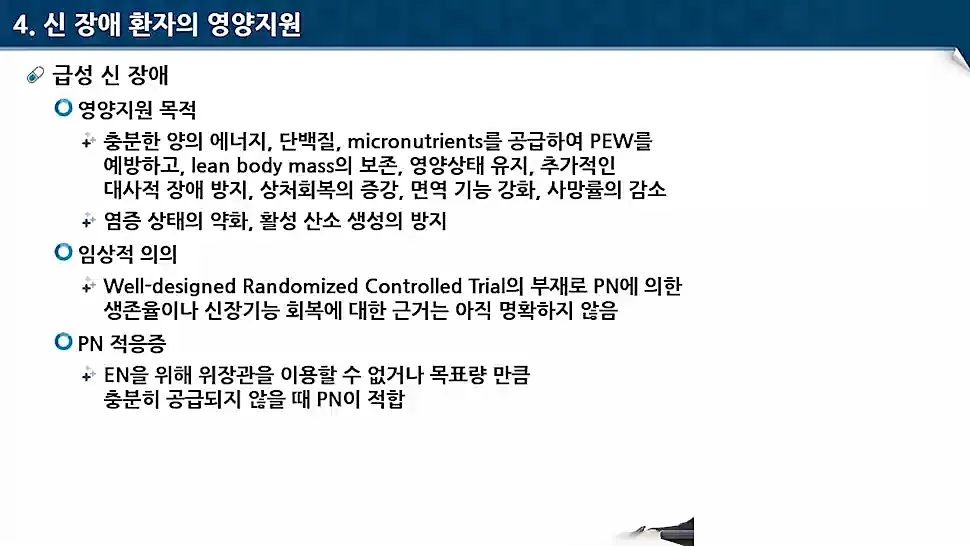 4. 신 장애 환자의 영양지원
급성 신 장애
영양지원 목적
충분한 양의 에너지, 단백질, micronutrients를 공급하여 PEW를
예방하고, lean body mass의 보존, 영양상태 유지, 추가적인
대사적 장애 방지, 상처회복의 증강, 면역 기능 강화, 사망률의 감소
염증 상태의 약화, 활성 산소 생성의 방지
임상적 의의
Well-designed Randomized Controlled Trial의 부재로 PN에 의한
생존율이나 신장기능 회복에 대한 근거는 아직 명확하지 않음
PN 적응증
EN을 위해 위장관을 이용할 수 없거나 목표량 만큼
충분히 공급되지 않을 때 PN이 적합